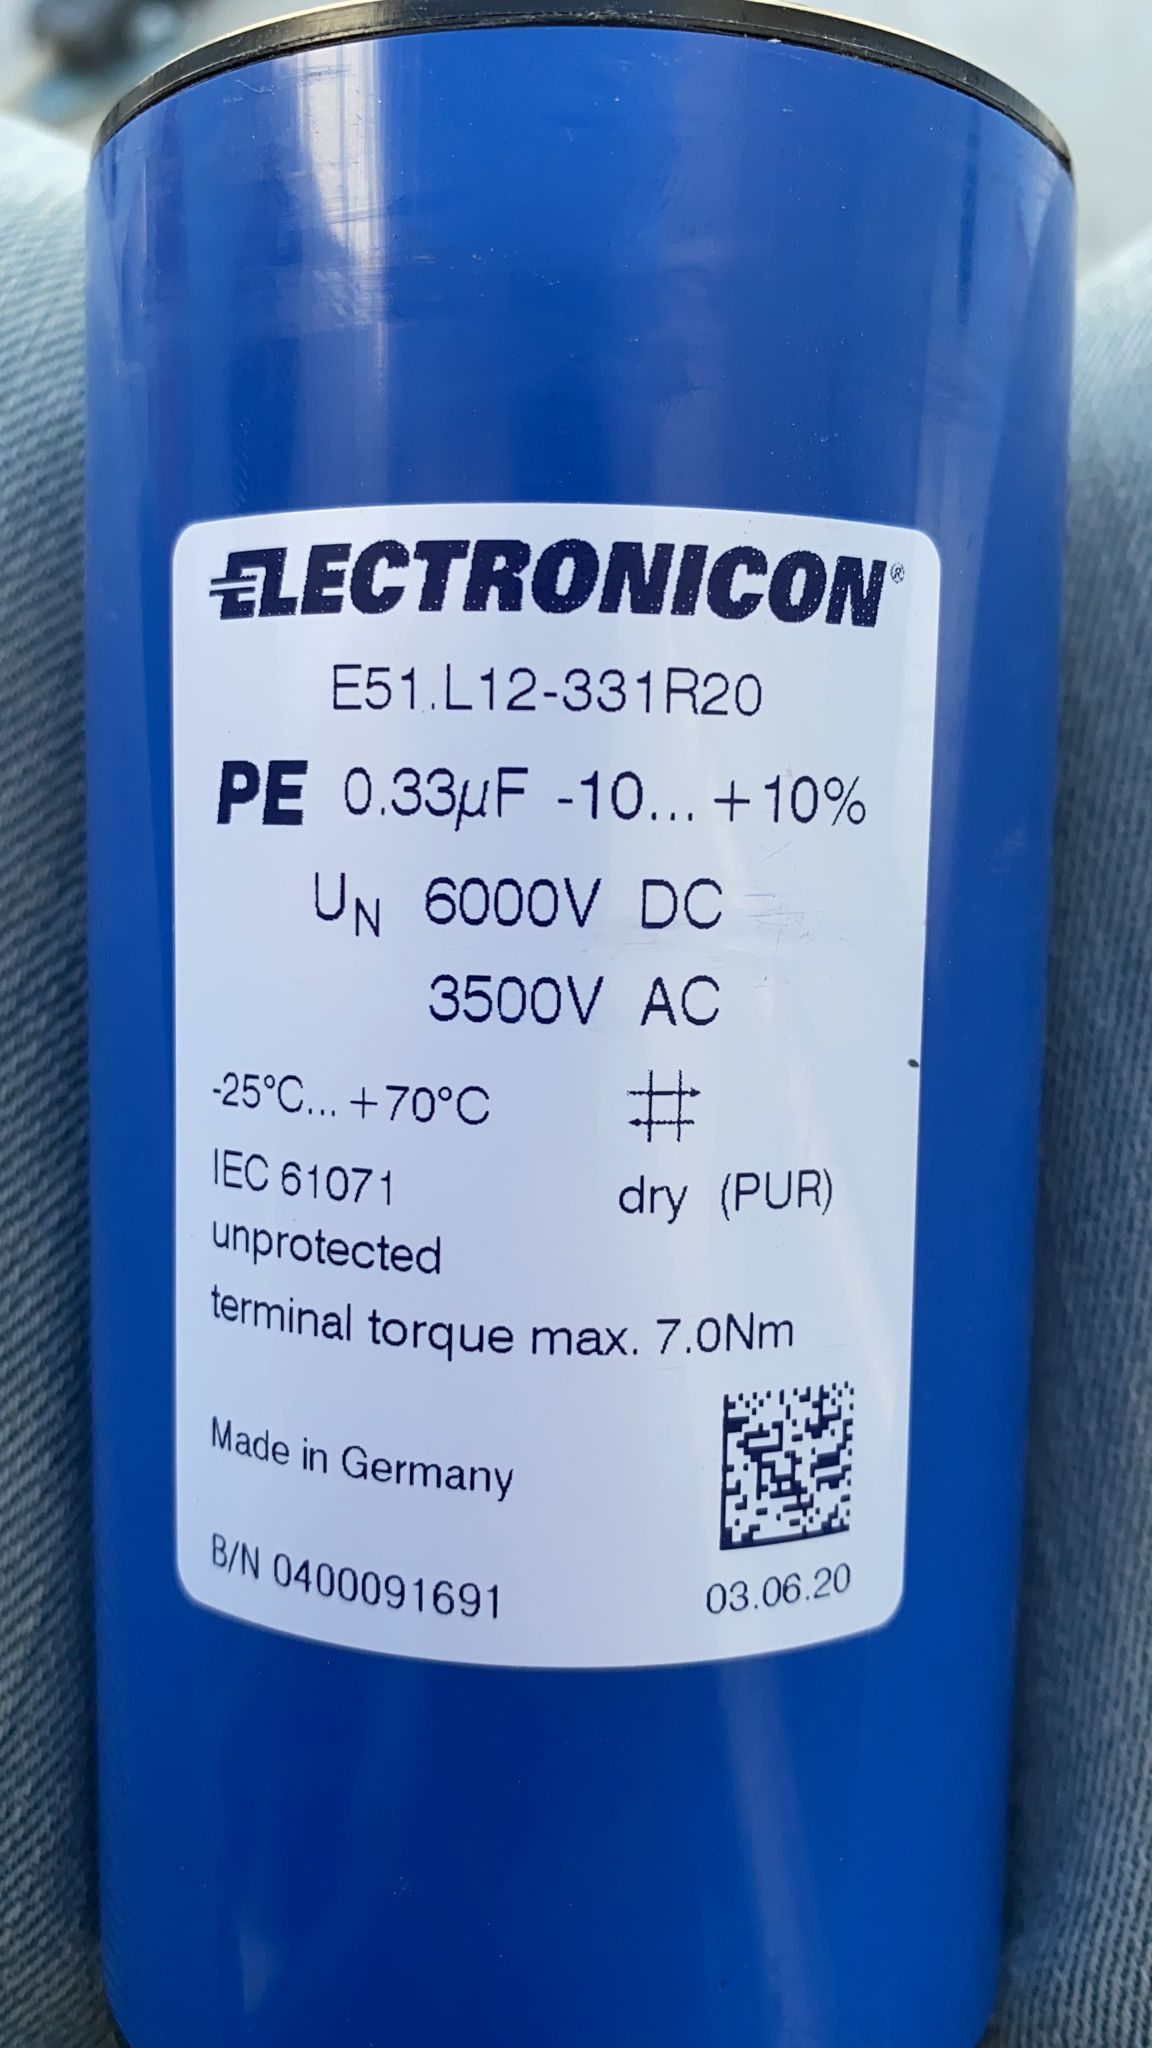 ELECTRONICON®
E51.L12-331R20
PE 0.33µF -10... +10%
UN 6000V DC
3500V AC
-25°C... +70°C
IEC 61071
dry (PUR)
unprotected
terminal torque max. 7.0Nm
Made in Germany
B/N 0400091691
03.06.20